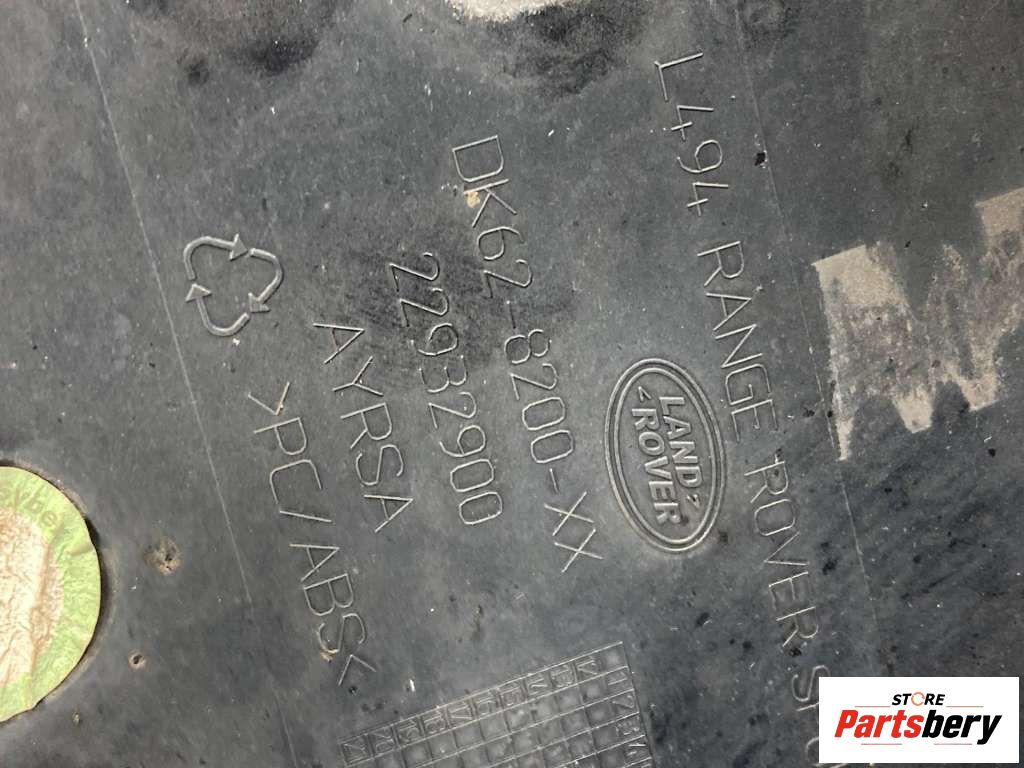 L494 RANGE ROVER
LAND
ROVER
DK62-8200-XX
22932900
AYRSA
>PC/ABS<
STORE
Partsbery